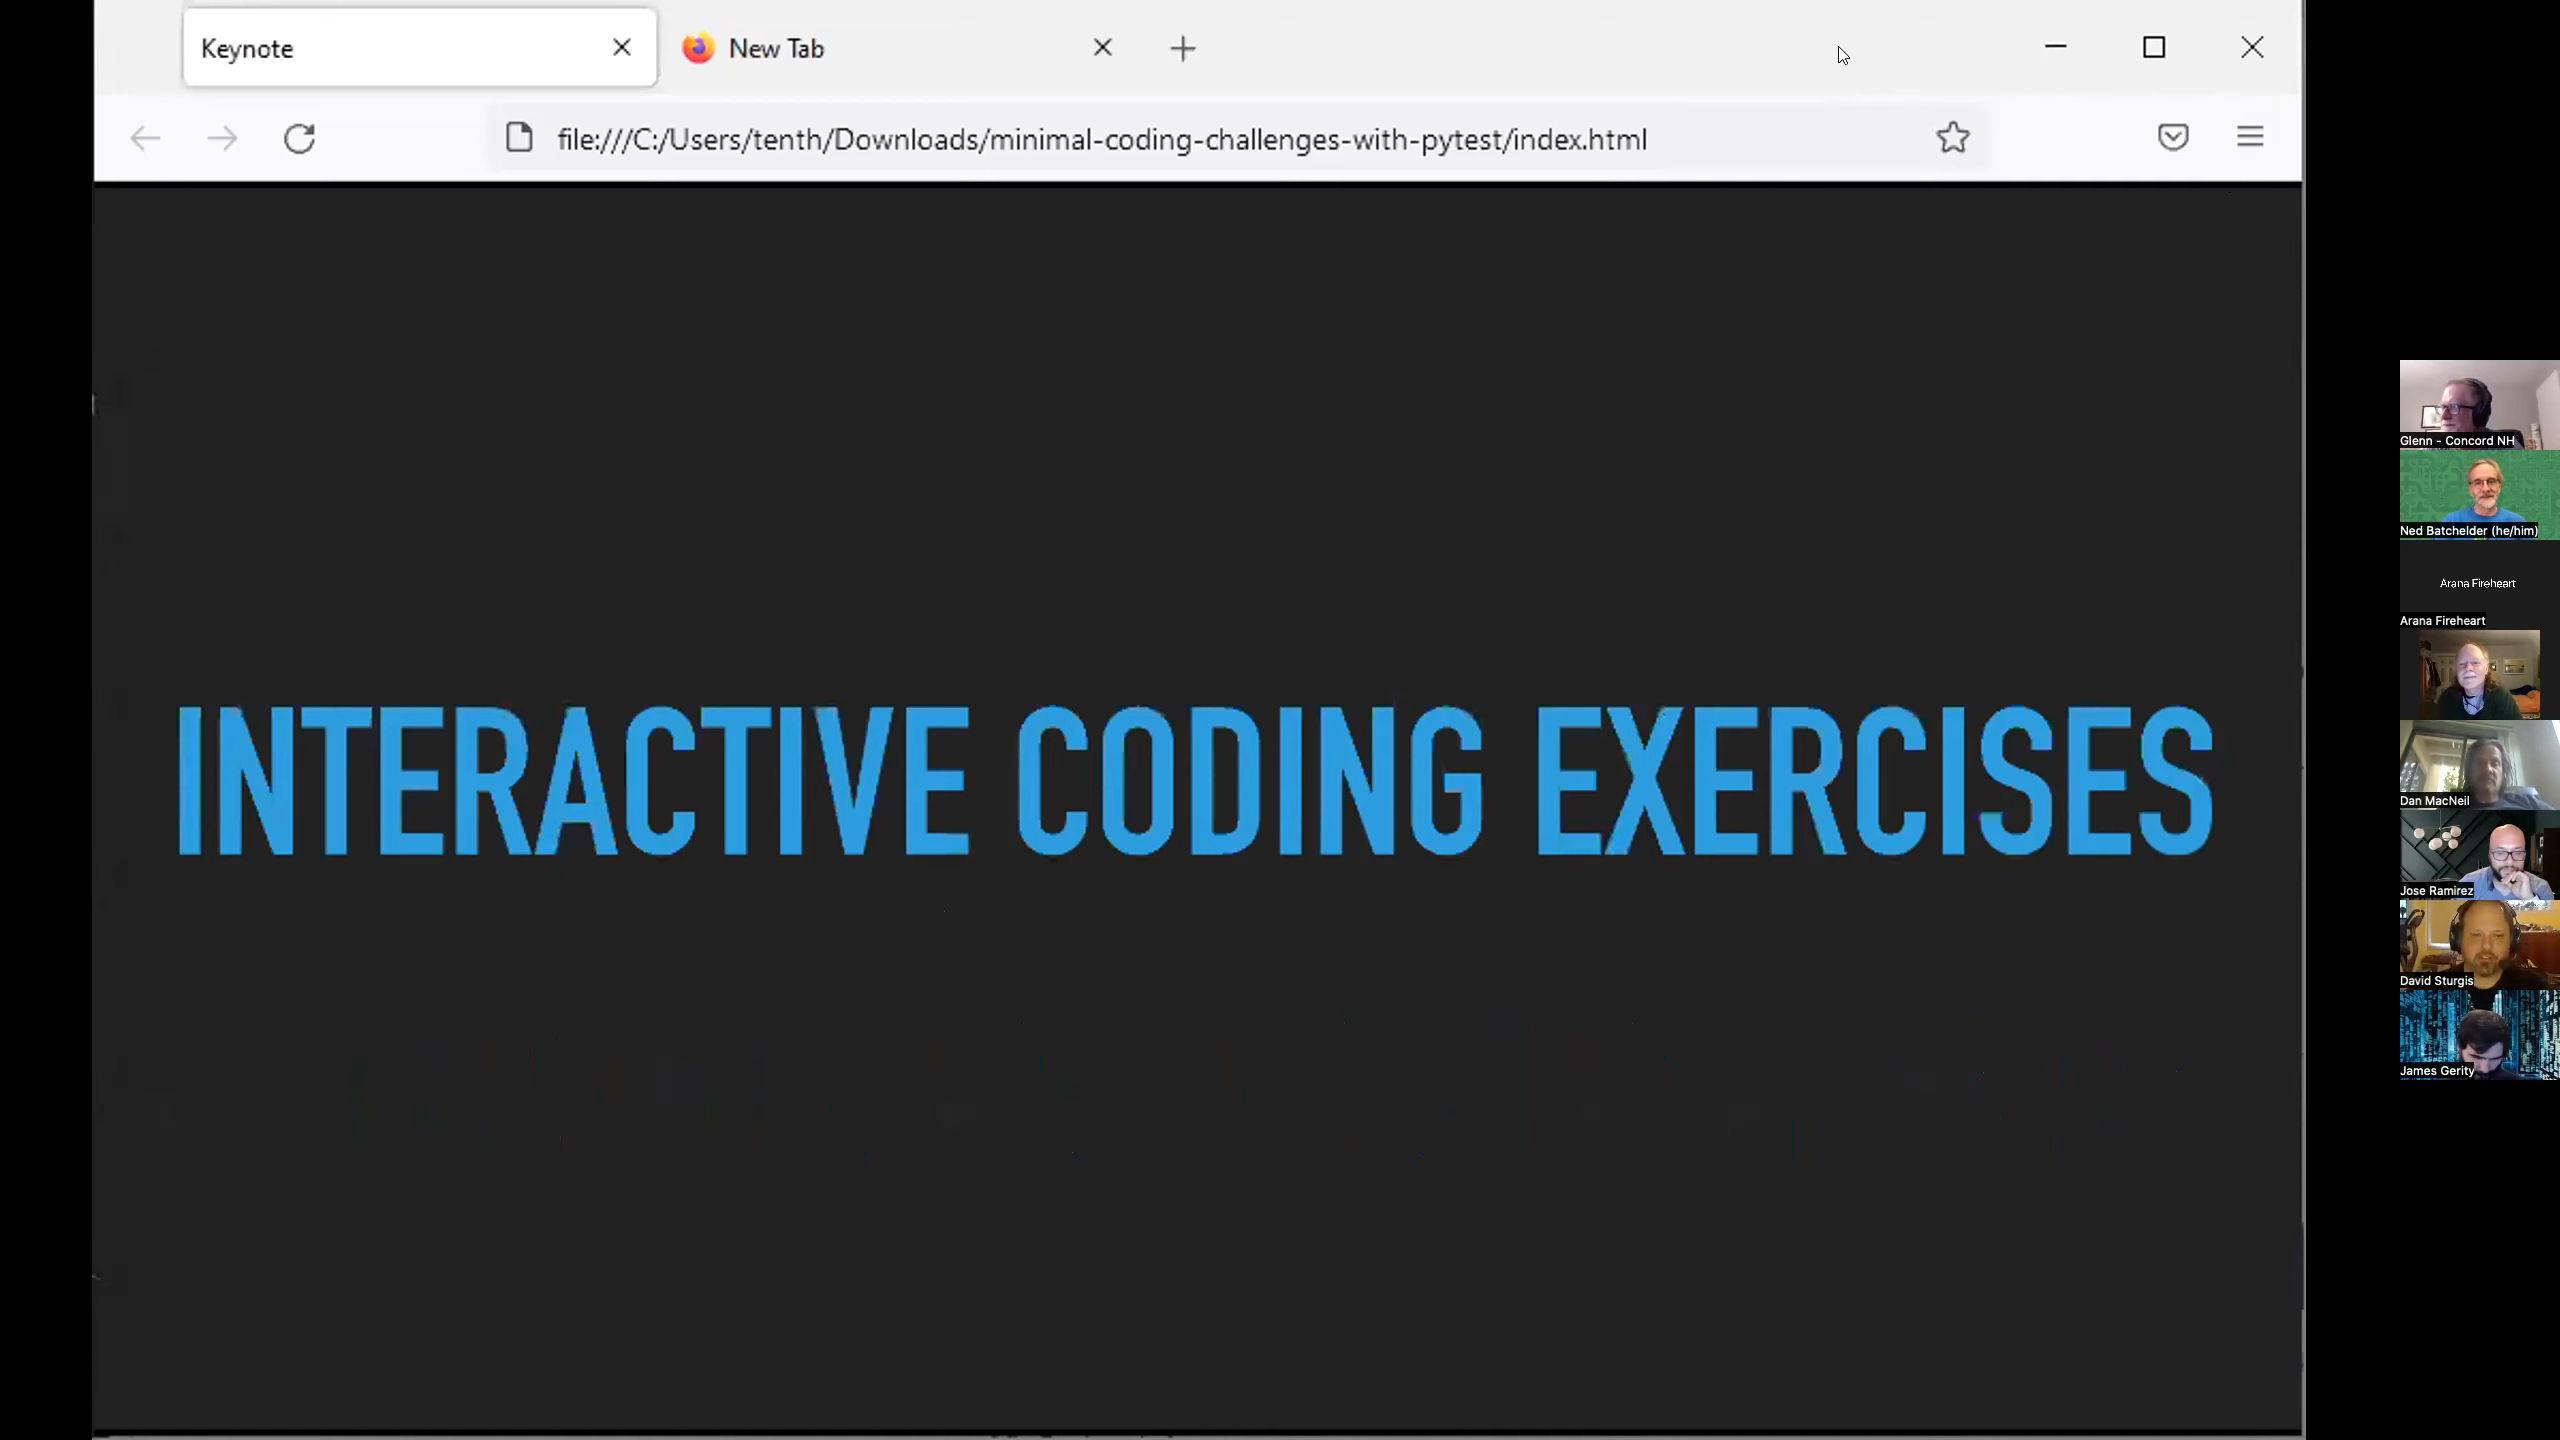 Keynote
New Tab
file:///C:/Users/tenth/Downloads/minimal-coding-challenges-with-pytest/index.html
INTERACTIVE CODING EXERCISES
Glenn - Concord NH
Ned Batchelder (he/him)
Arana Fireheart
Arana Fireheart
Dan MacNeil
Jose Ramirez
David Sturgis
James Gerity